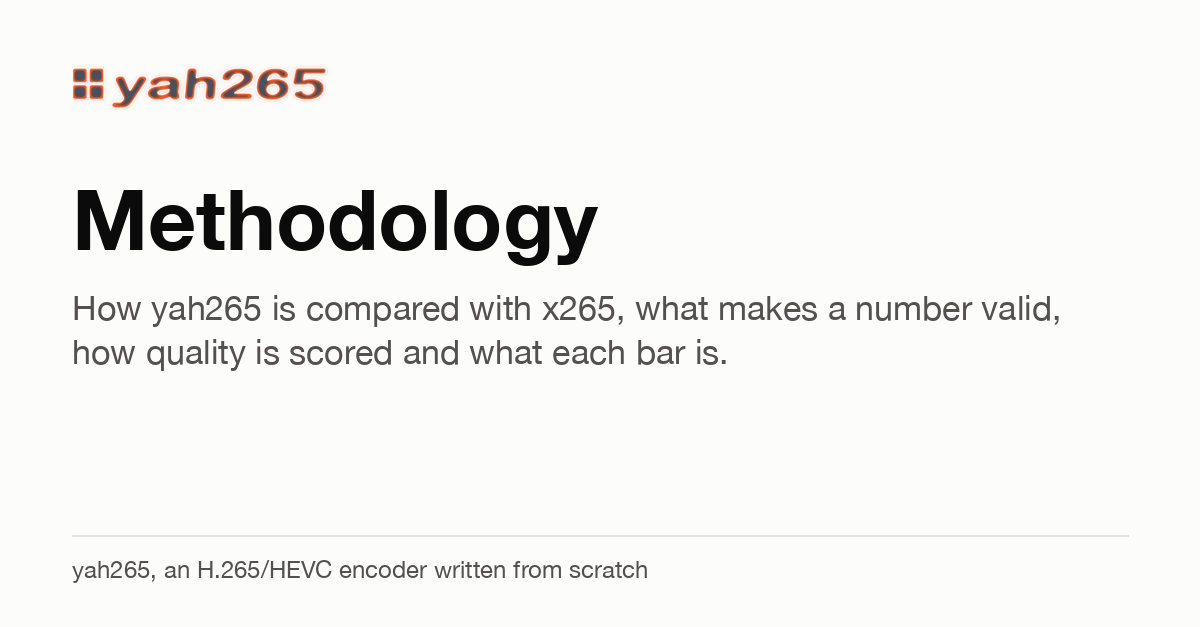 yah265
Methodology
How yah265 is compared with x265, what makes a number valid,
how quality is scored and what each bar is.
yah265, an H.265/HEVC encoder written from scratch